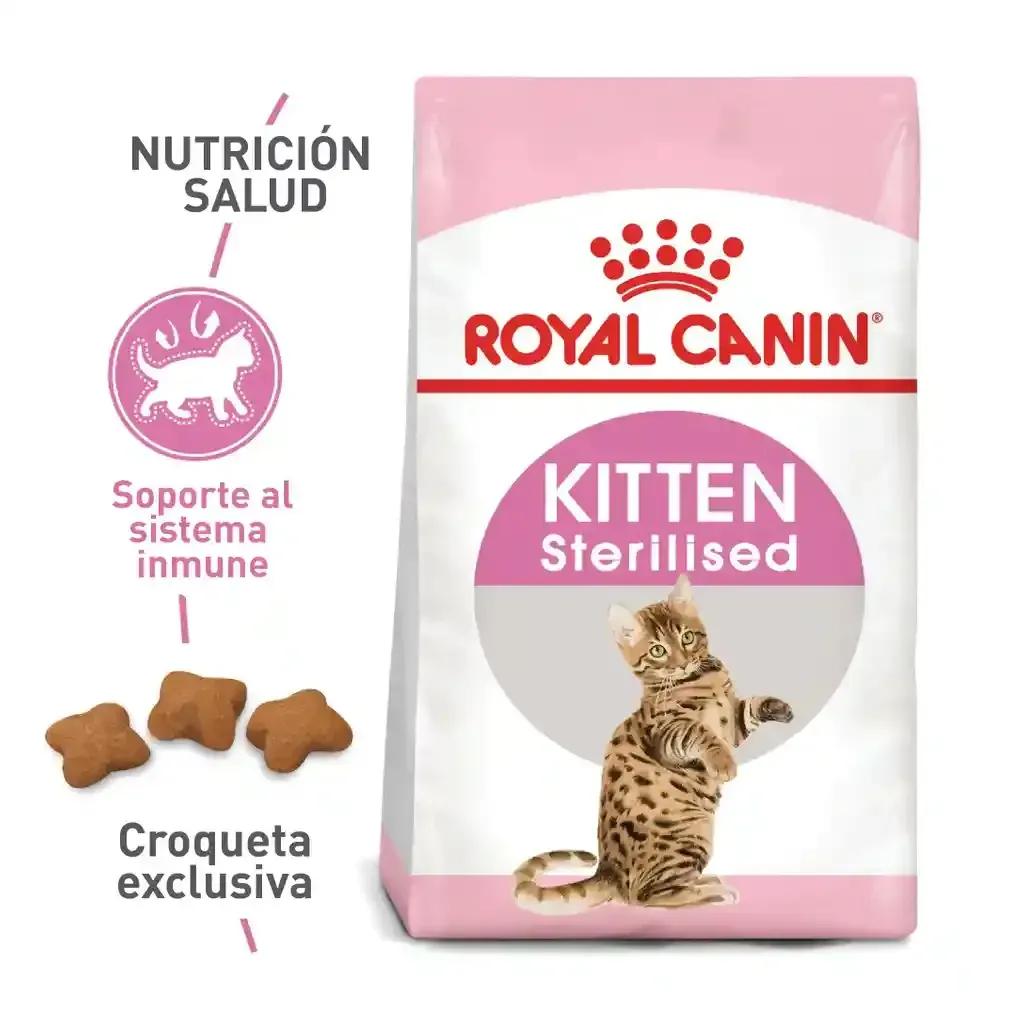 NUTRICIÓN
SALUD
Soporte al
sistema
inmune
Croqueta
exclusiva
ROYAL CANIN®
KITTEN
Sterilised